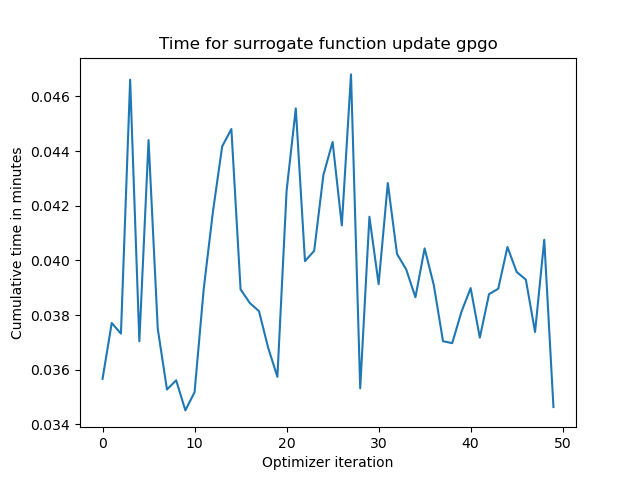 Time for surrogate function update gpgo
Cumulative time in minutes
0.046
0.044
0.042
0.040
0.038
0.036
0.034
0 10 20 30 40 50
Optimizer iteration